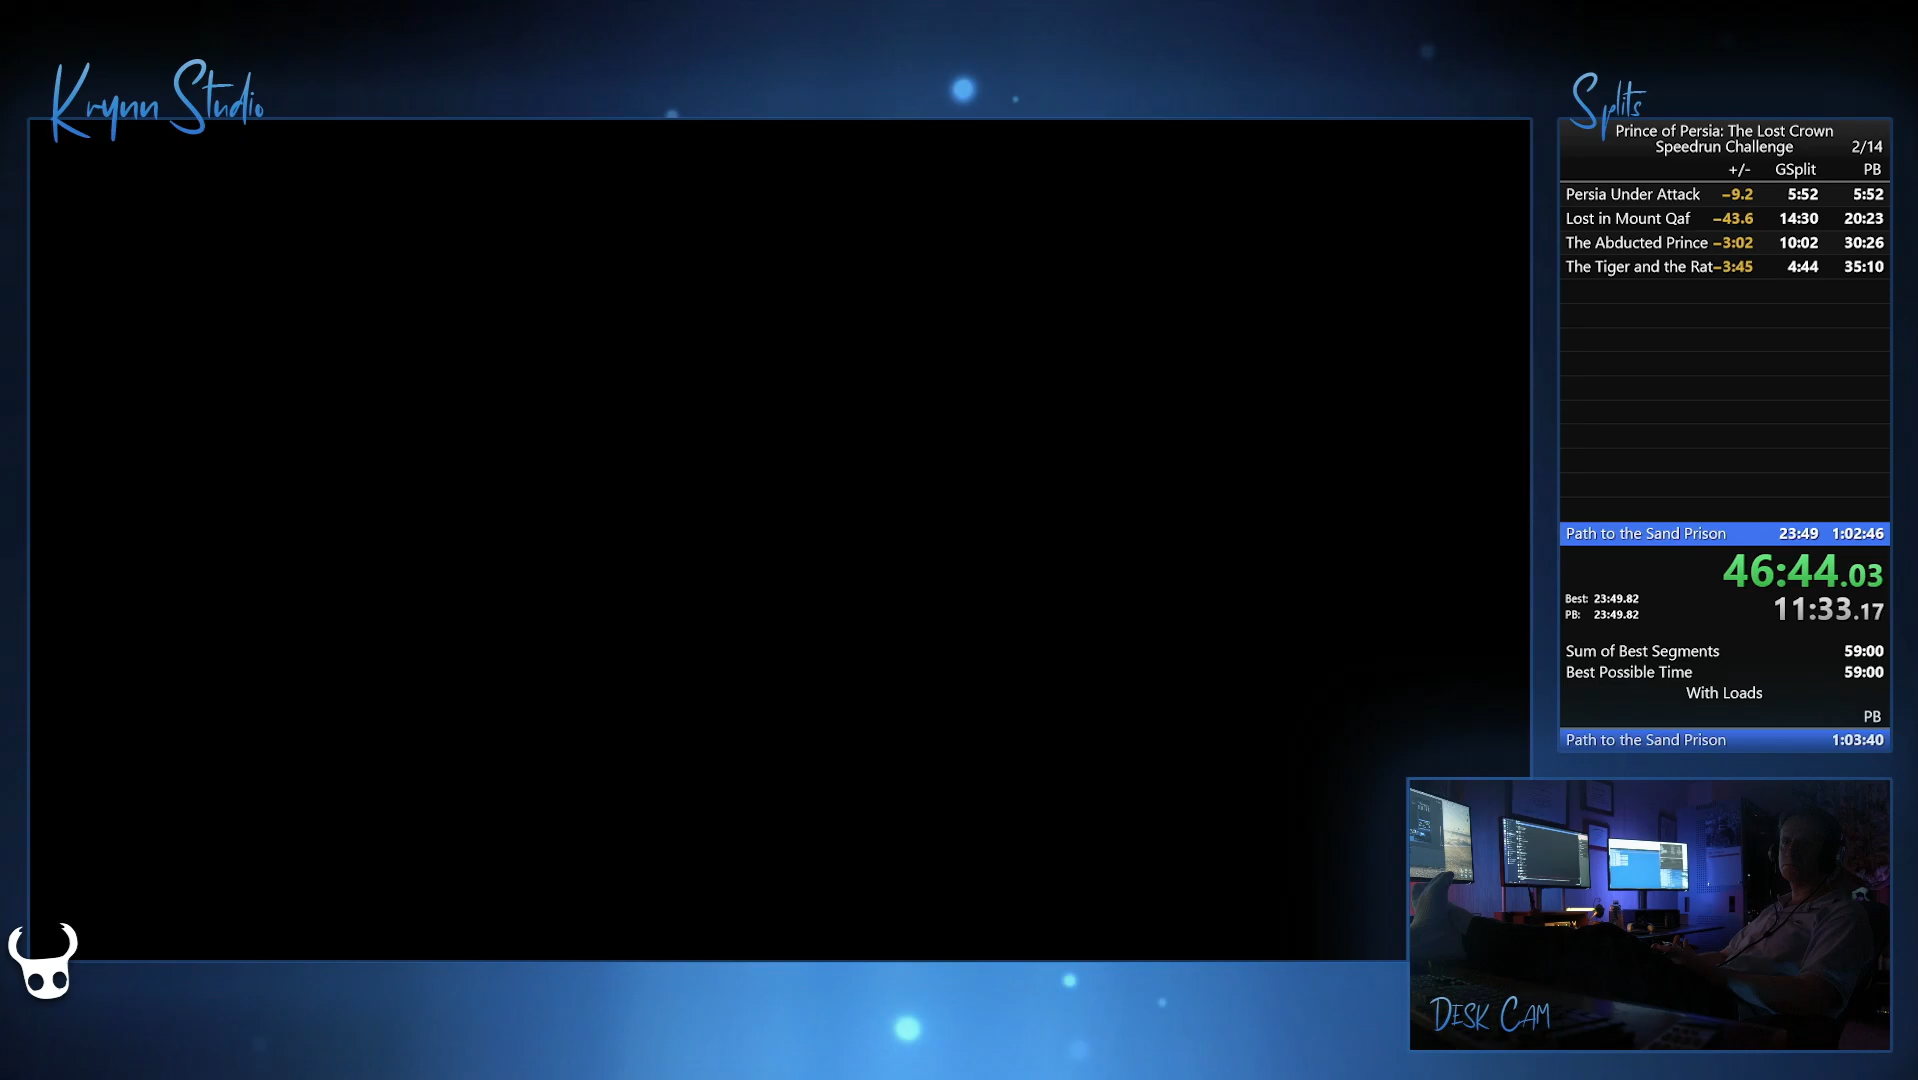 Krynn Studio
Splits
Prince of Persia: The Lost Crown
Speedrun Challenge 2/14
+/- GSplit PB
Persia Under Attack −9.2 5:52 5:52
Lost in Mount Qaf −43.6 14:30 20:23
The Abducted Prince −3:02 10:02 30:26
The Tiger and the Rat −3:45 4:44 35:10
Path to the Sand Prison 23:49 1:02:46
46:44.03
Best: 23:49.82
PB: 23:49.82
11:33.17
Sum of Best Segments 59:00
Best Possible Time 59:00
With Loads
PB
Path to the Sand Prison 1:03:40
Desk Cam